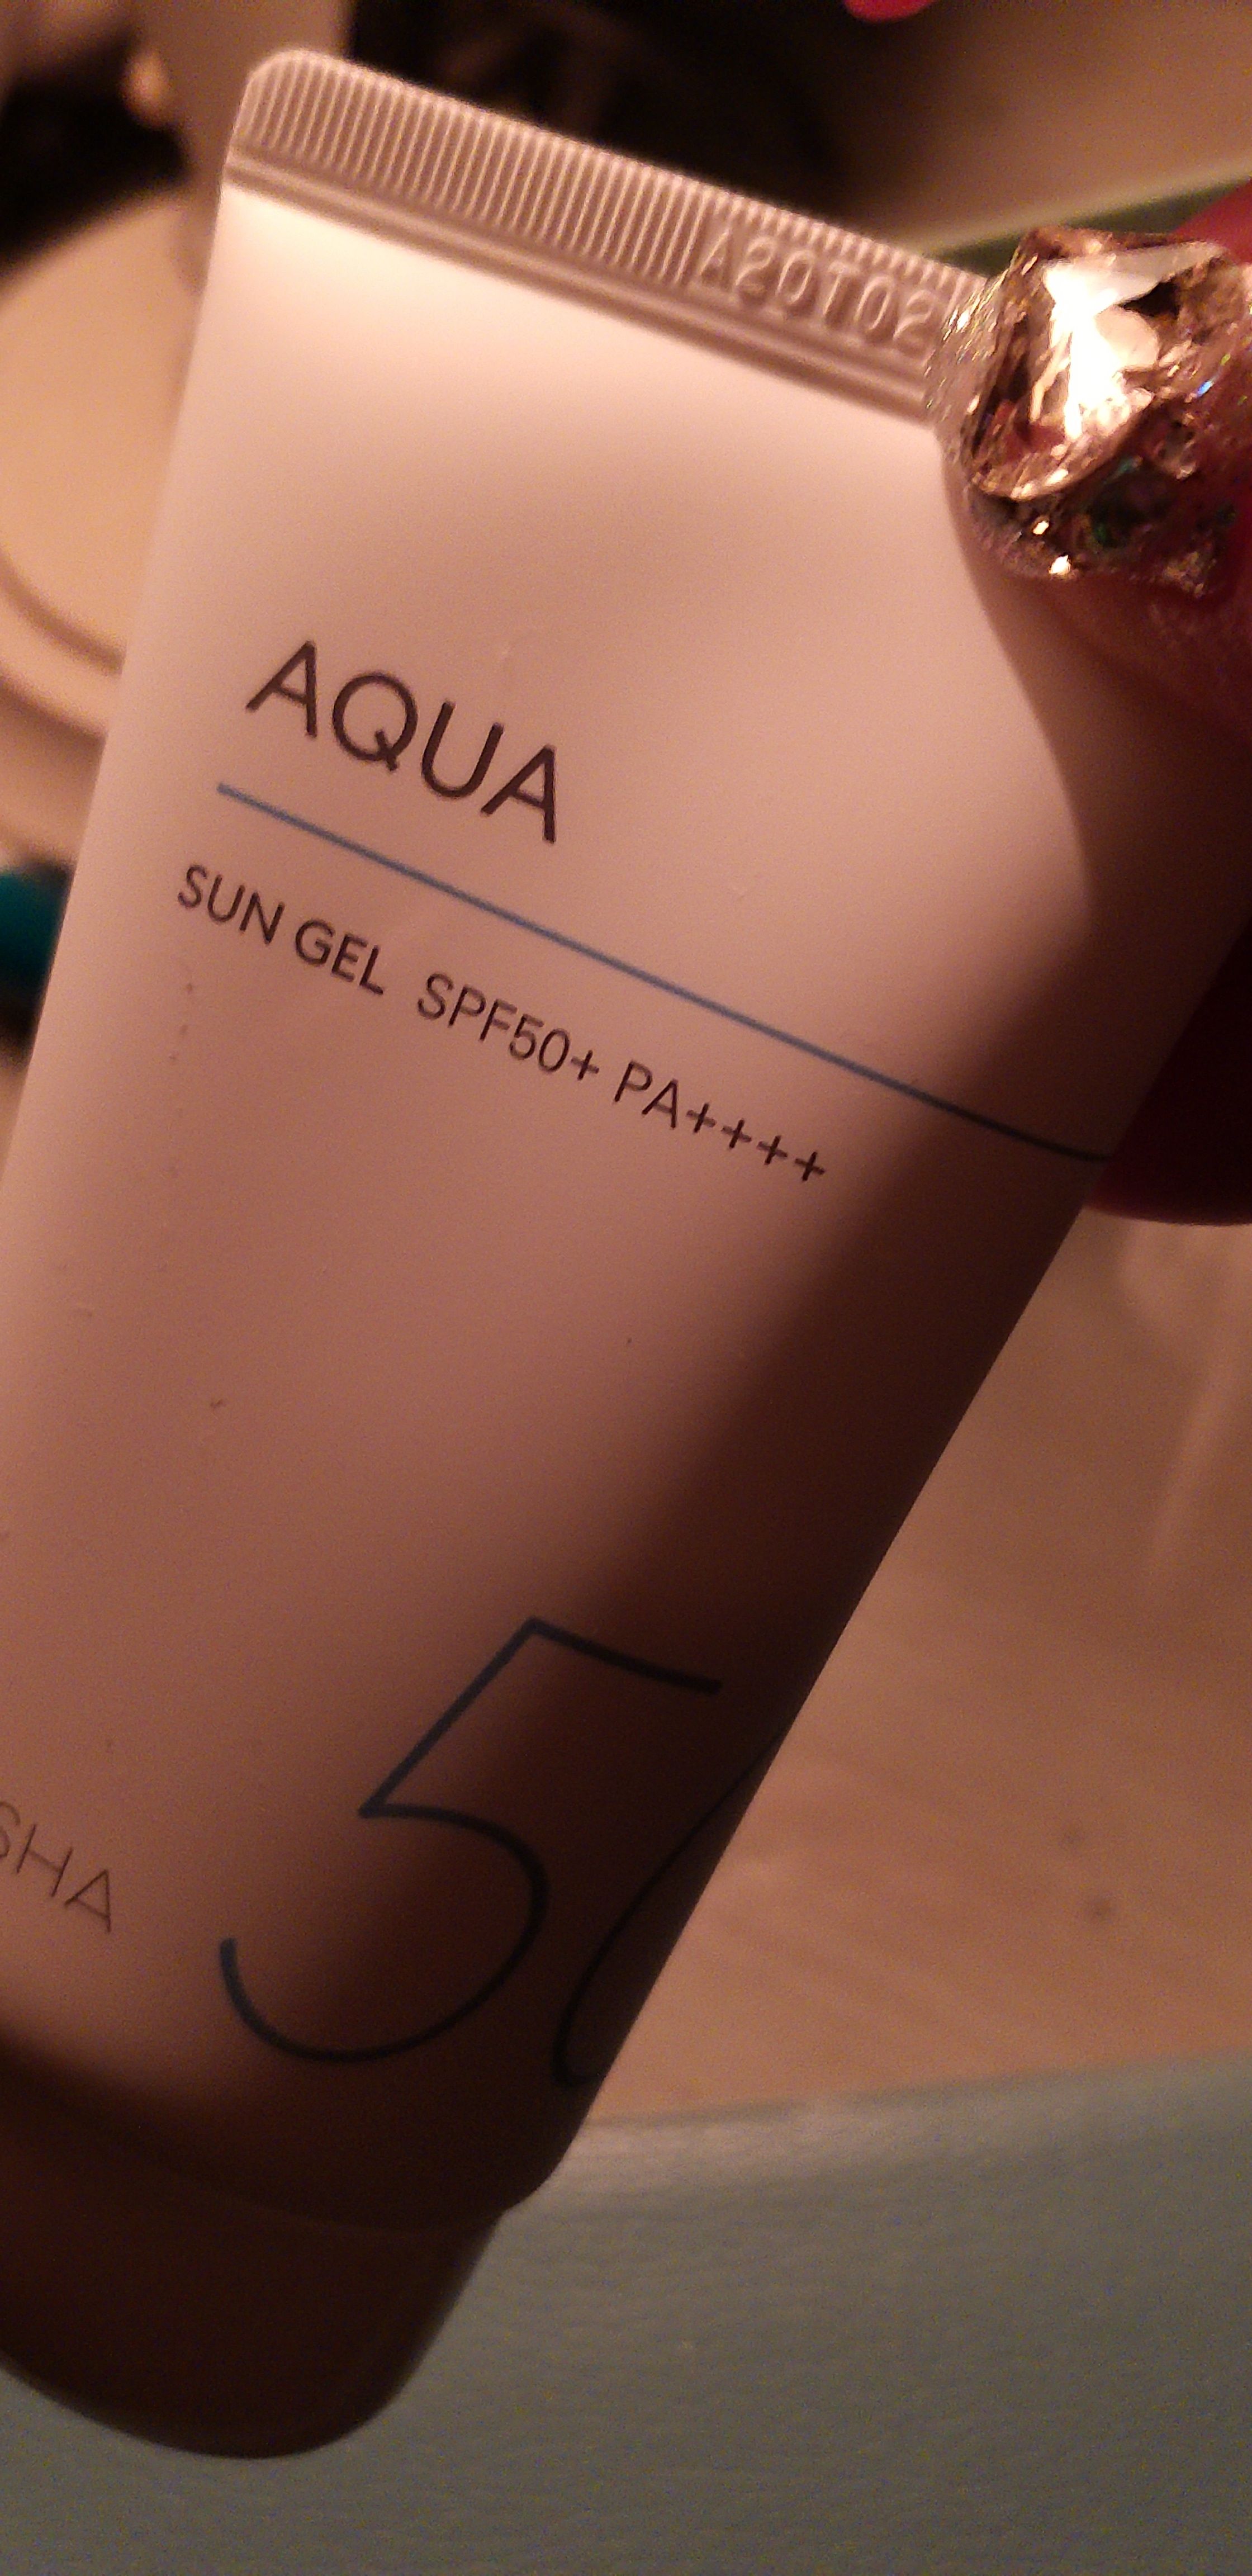 A20T02
AQUA
SUN GEL SPF50+ PA++++
SHA
5